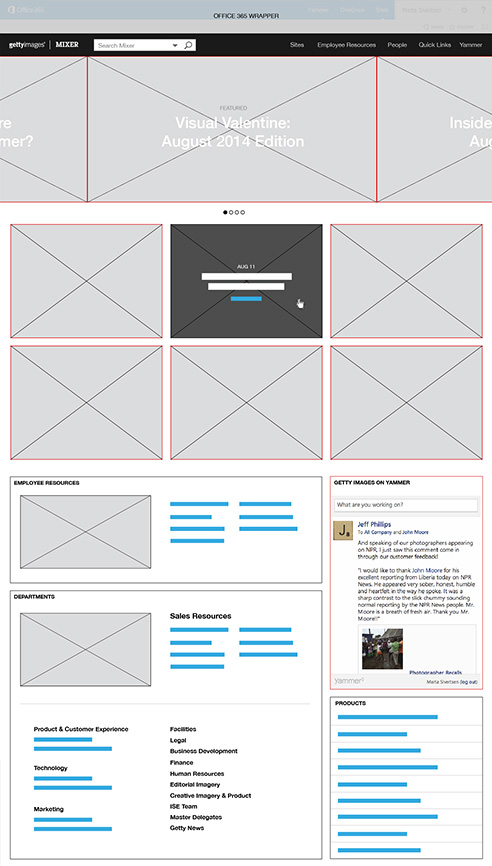 Office 365
OFFICE 365 WRAPPER
gettyimages | MIXER
Search Mixer
Sites
Employee Resources
People
Quick Links
Yammer
re
mer?
FEATURED
Visual Valentine:
August 2014 Edition
Inside
Aug
AUG 11
EMPLOYEE RESOURCES
GETTY IMAGES ON YAMMER
What are you working on?
Jeff Phillips
To All Company and John Moore
And speaking of our photographers appearing
on NPR, I just saw this comment come in
through our customer feedback!
"I would like to thank John Moore for his
excellent reporting from Liberia today on NPR
News. He appeared very sober, honest, humble
and heartfelt in the way he spoke. It was a
sharp contrast to the slick chummy sounding
normal reporting by the NPR News people. Mr.
Moore is a breath of fresh air. Thank you Mr.
Moore!!"
Photographer Recalls
yammer
(log out)
DEPARTMENTS
Sales Resources
Product & Customer Experience
Technology
Marketing
Facilities
Legal
Business Development
Finance
Human Resources
Editorial Imagery
Creative Imagery & Product
ISE Team
Master Delegates
Getty News
PRODUCTS